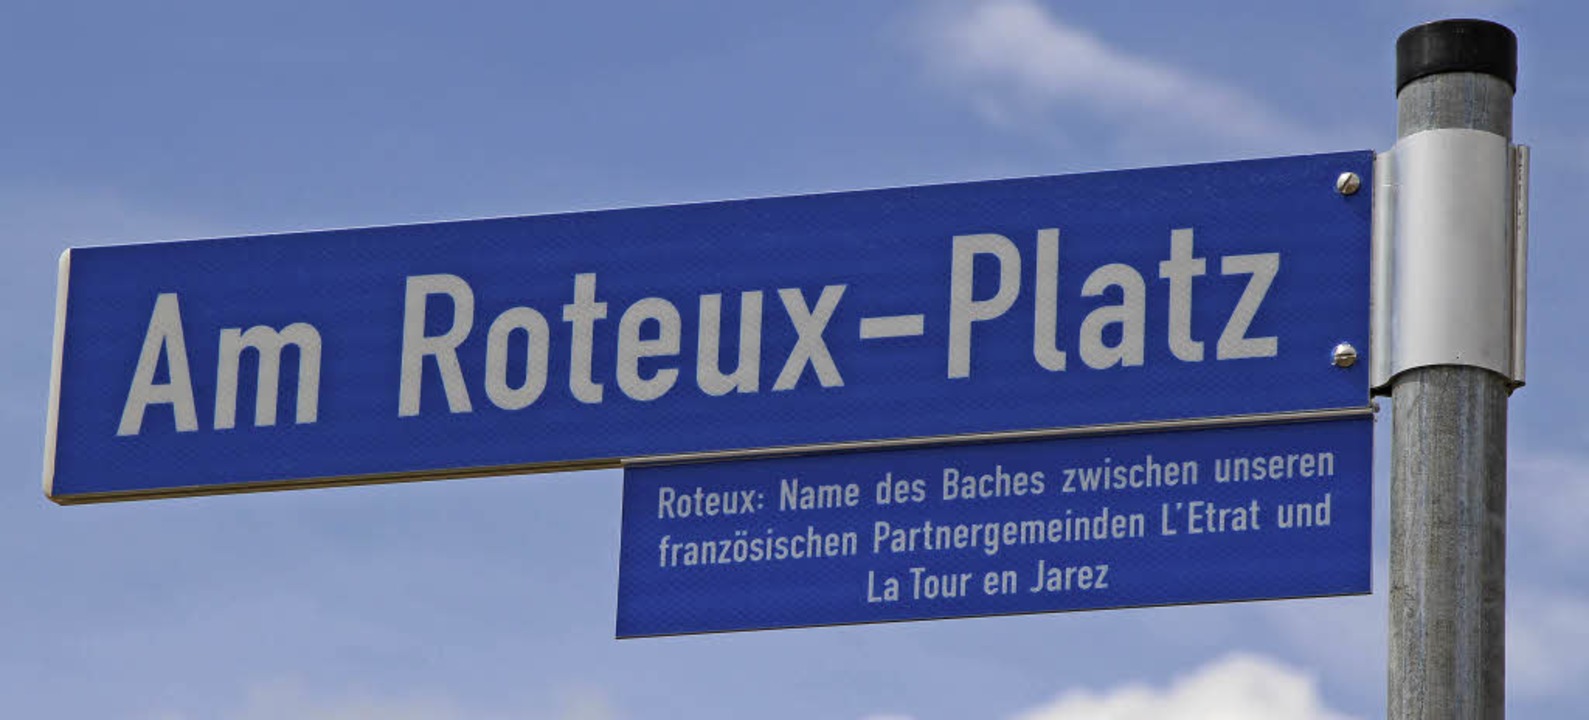 Am Roteux-Platz
Roteux: Name des Baches zwischen unseren
französischen Partnergemeinden L'Etrat und
La Tour en Jarez